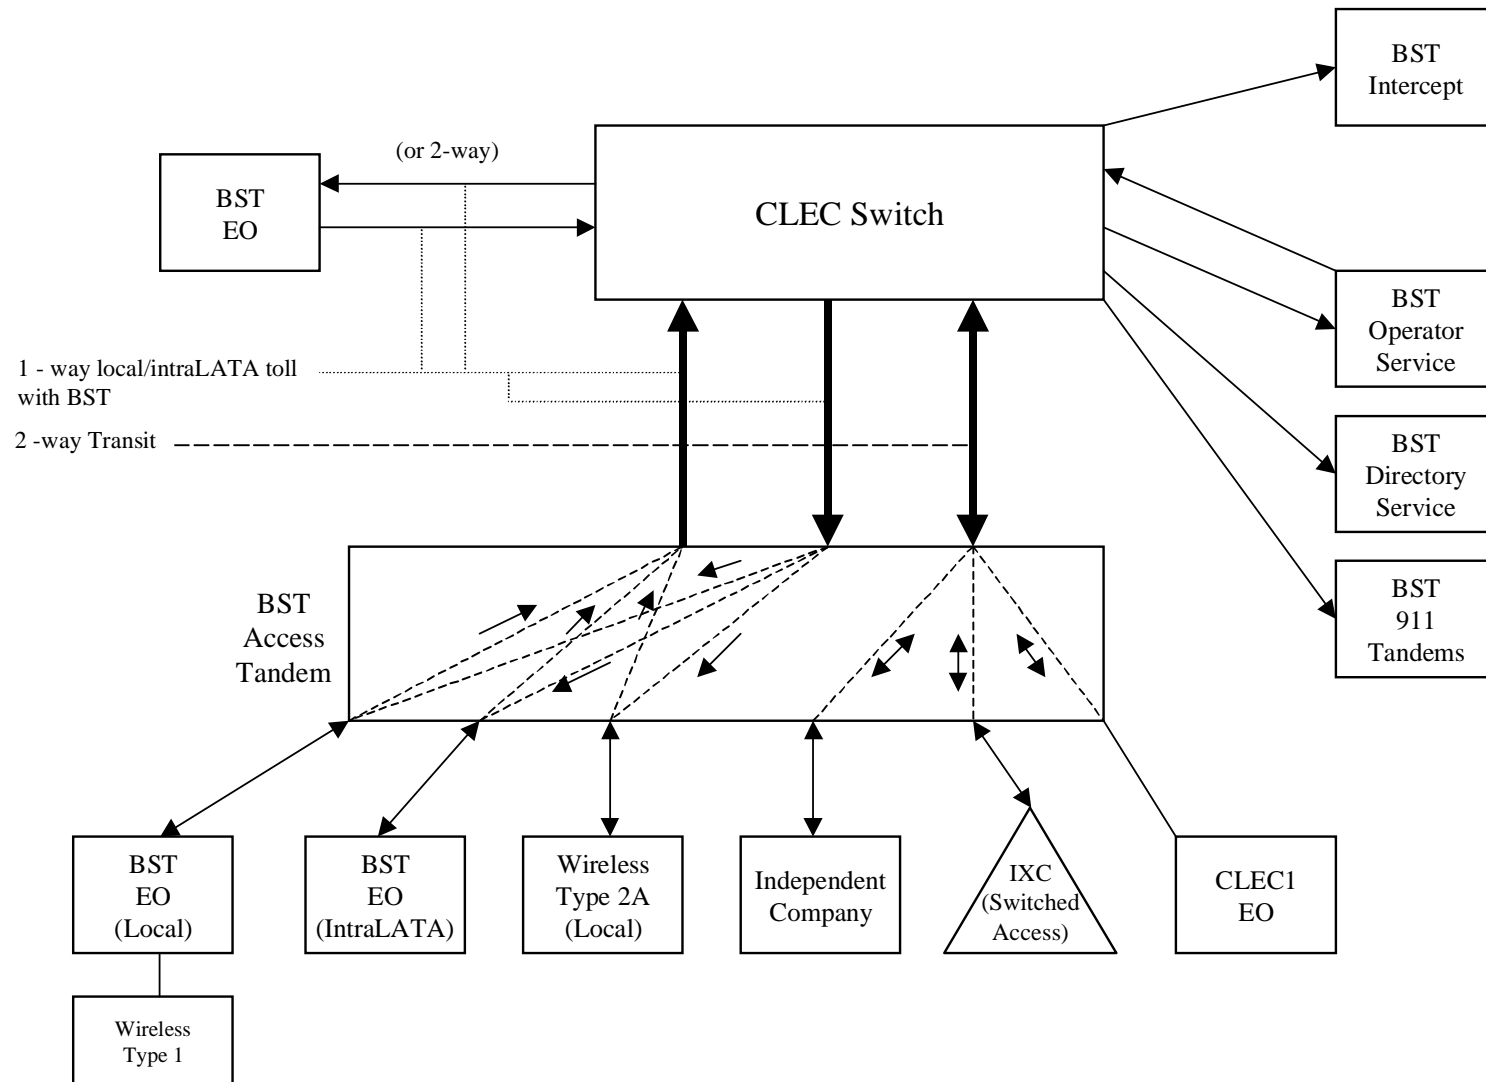 BST
Intercept
(or 2-way)
BST
EO
CLEC Switch
BST
Operator
Service
1 - way local/intraLATA toll
with BST
2 -way Transit
BST
Directory
Service
BST
Access
Tandem
BST
911
Tandems
BST
EO
(Local)
BST
EO
(IntraLATA)
Wireless
Type 2A
(Local)
Independent
Company
IXC
(Switched
Access)
CLEC1
EO
Wireless
Type 1